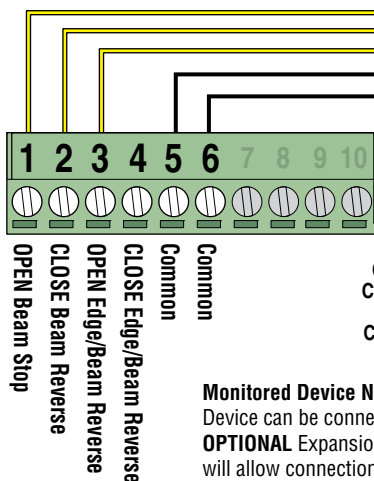 1 2 3 4 5 6 7 8 9 10
OPEN Beam Stop
CLOSE Beam Reverse
OPEN Edge/Beam Reverse
CLOSE Edge/Beam Reverse
Common
Common
C
C
Monitored Device N
Device can be conne
OPTIONAL Expansio
will allow connection